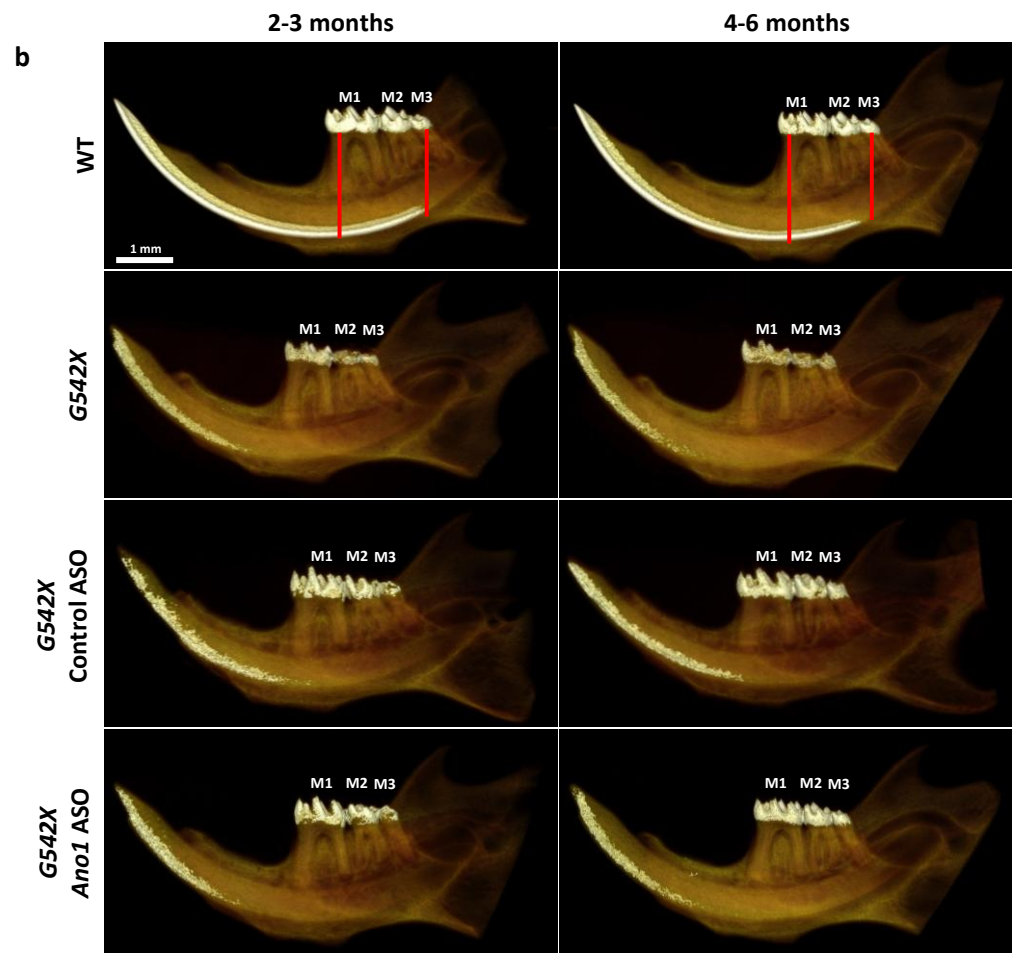 2-3 months
4-6 months
b
WT
M1 M2 M3
1 mm
M1 M2 M3
G542X
M1 M2 M3
M1 M2 M3
G542X
Control ASO
M1 M2 M3
M1 M2 M3
G542X
Ano1 ASO
M1 M2 M3
M1 M2 M3